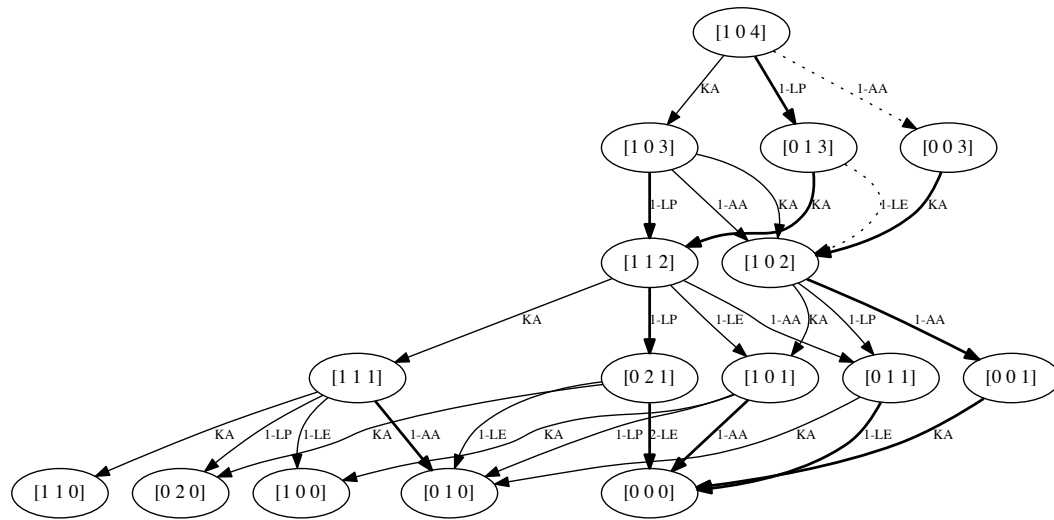 [1 0 4]
KA
1-LP
1-AA
[1 0 3]
[0 1 3]
[0 0 3]
1-LP
1-AA
KA
KA
1-LE
KA
[1 1 2]
[1 0 2]
KA
1-LP
1-LE
1-AA
KA
1-LP
1-AA
[1 1 1]
[0 2 1]
[1 0 1]
[0 1 1]
[0 0 1]
KA
1-LP
1-LE
1-AA
KA
1-LE
2-LE
KA
1-LP
1-AA
KA
1-LE
KA
[1 1 0]
[0 2 0]
[1 0 0]
[0 1 0]
[0 0 0]